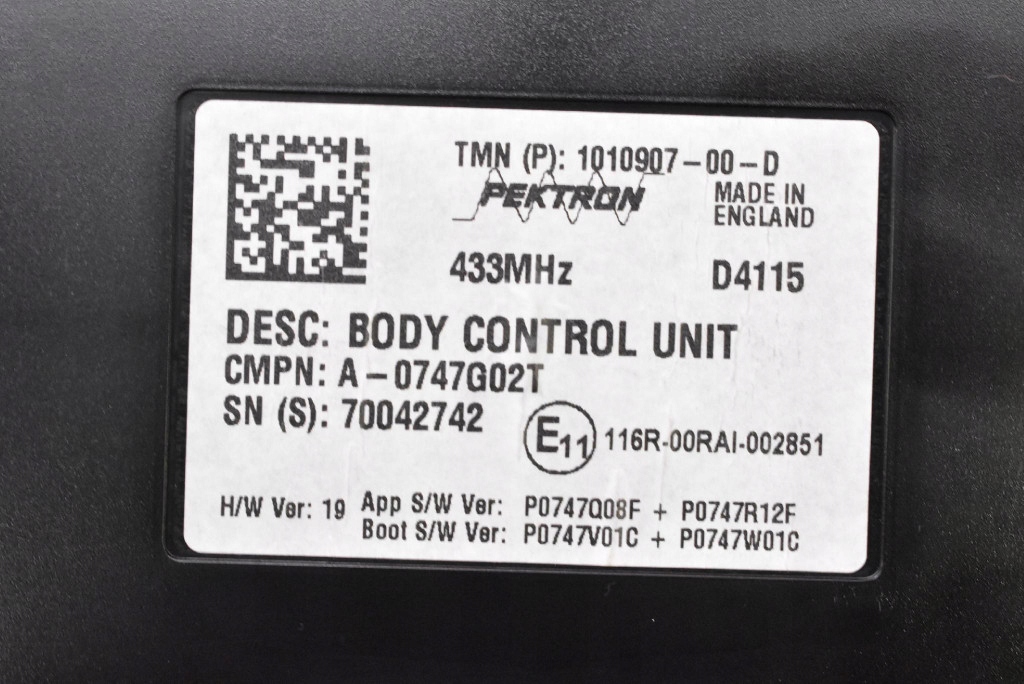 TMN (P): 1010907-00-D
PEKTRON
MADE IN
ENGLAND
433MHz D4115
DESC: BODY CONTROL UNIT
CMPN: A-0747G02T
SN (S): 70042742
E11 116R-00RAI-002851
H/W Ver: 19 App S/W Ver: P0747Q08F + P0747R12F
Boot S/W Ver: P0747V01C + P0747W01C